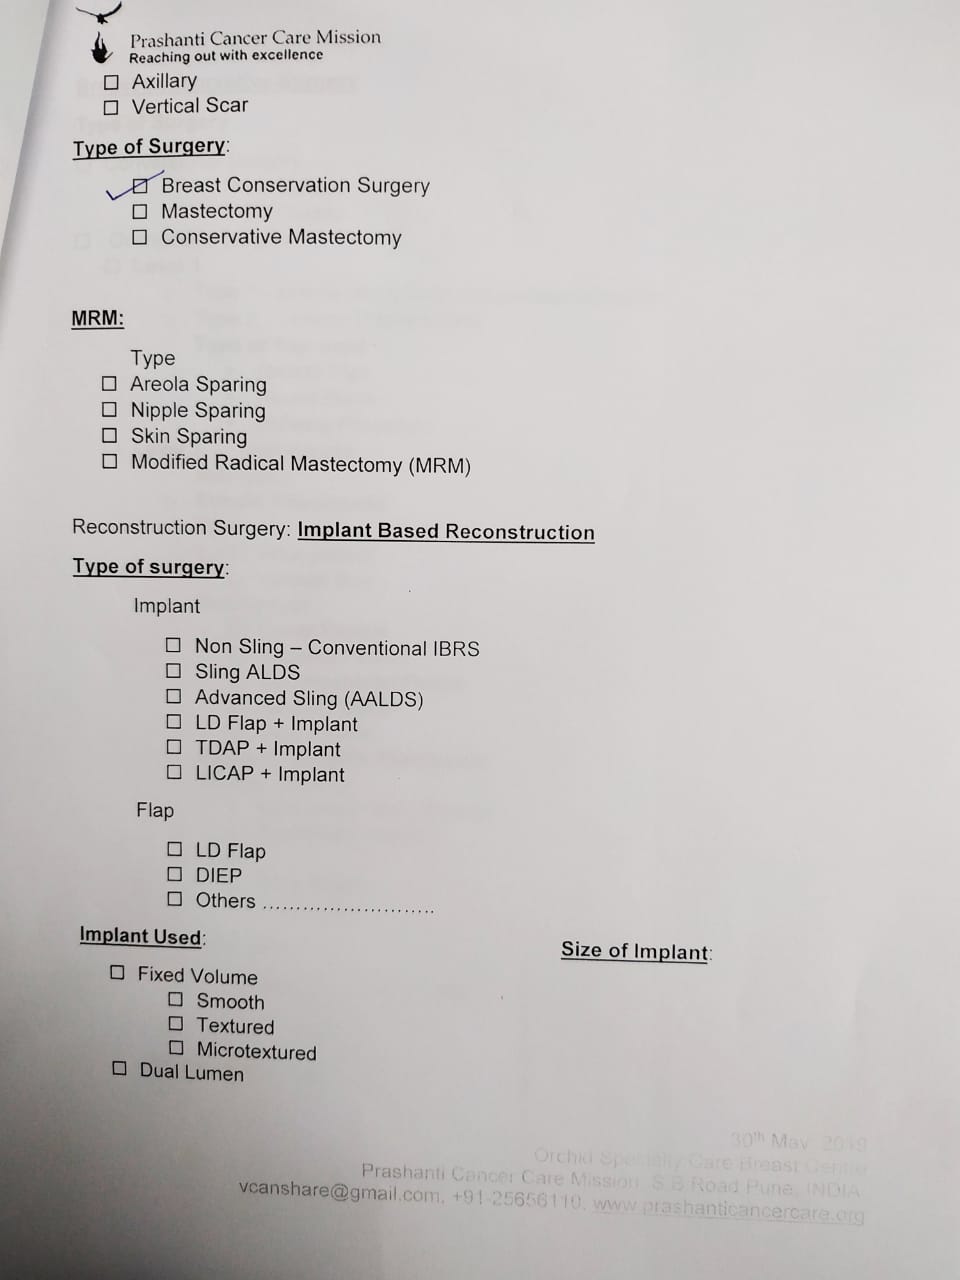 Prashanti Cancer Care Mission
Reaching out with excellence
☐ Axillary
☐ Vertical Scar
Type of Surgery:
☑ Breast Conservation Surgery
☐ Mastectomy
☐ Conservative Mastectomy
MRM:
Type
☐ Areola Sparing
☐ Nipple Sparing
☐ Skin Sparing
☐ Modified Radical Mastectomy (MRM)
Reconstruction Surgery: Implant Based Reconstruction
Type of surgery:
Implant
☐ Non Sling – Conventional IBRS
☐ Sling ALDS
☐ Advanced Sling (AALDS)
☐ LD Flap + Implant
☐ TDAP + Implant
☐ LICAP + Implant
Flap
☐ LD Flap
☐ DIEP
☐ Others ..........................
Implant Used:
Size of Implant:
☐ Fixed Volume
☐ Smooth
☐ Textured
☐ Microtextured
☐ Dual Lumen
30th May 2019
Orchid Specialty Care Breast Centre
Prashanti Cancer Care Mission, S.B.Road Pune, INDIA
vcanshare@gmail.com, +91-25656110, www.prashanticancercare.org